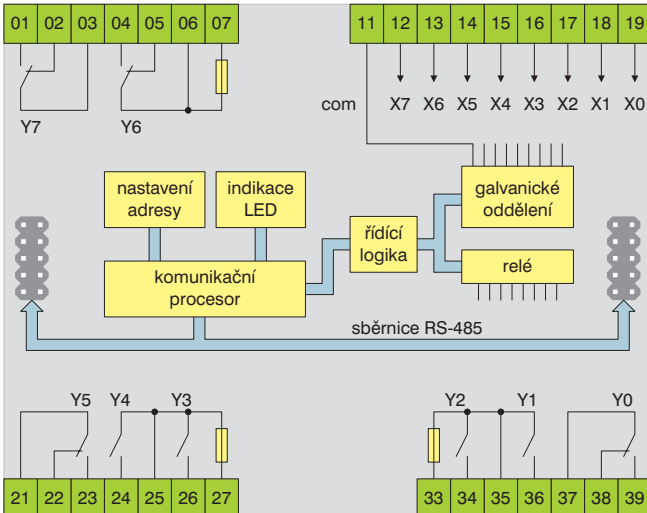 01 02 03 04 05 06 07
11 12 13 14 15 16 17 18 19
com X7 X6 X5 X4 X3 X2 X1 X0
Y7 Y6
nastavení
adresy
indikace
LED
galvanické
oddělení
řídící
logika
komunikační
procesor
relé
sběrnice RS-485
Y5 Y4 Y3
Y2 Y1 Y0
21 22 23 24 25 26 27
33 34 35 36 37 38 39